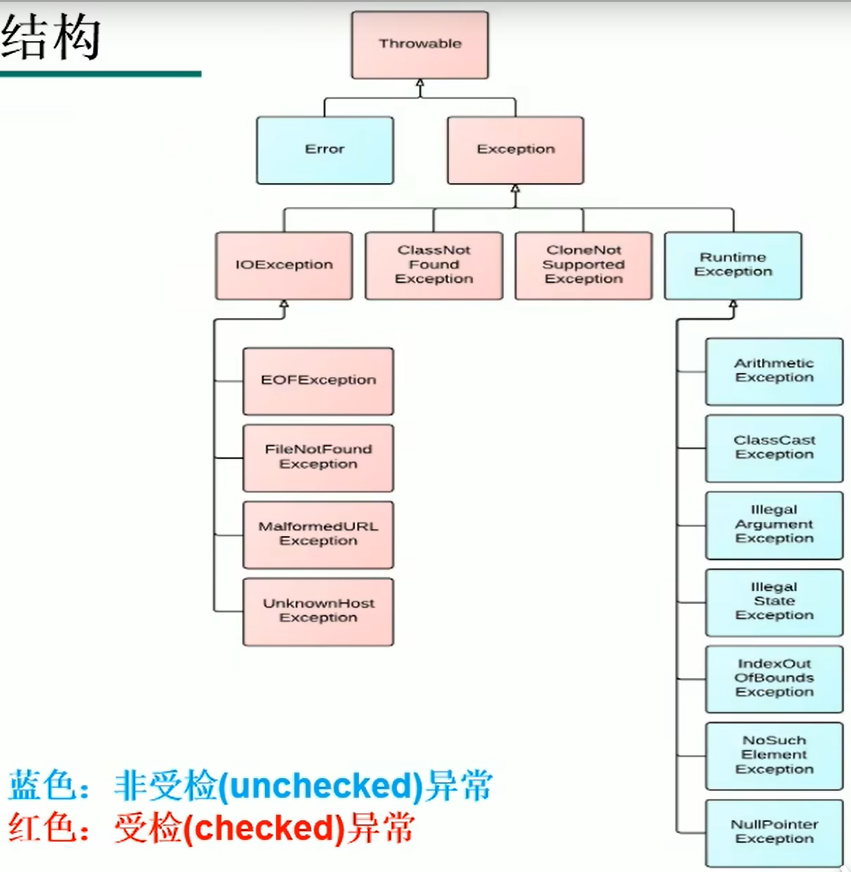 结构
Throwable
Error
Exception
IOException
ClassNot
Found
Exception
CloneNot
Supported
Exception
Runtime
Exception
EOFException
FileNotFound
Exception
MalformedURL
Exception
UnknownHost
Exception
Arithmetic
Exception
ClassCast
Exception
Illegal
Argument
Exception
Illegal
State
Exception
IndexOut
OfBounds
Exception
NoSuch
Element
Exception
NullPointer
Exception
蓝色：非受检(unchecked)异常
红色：受检(checked)异常